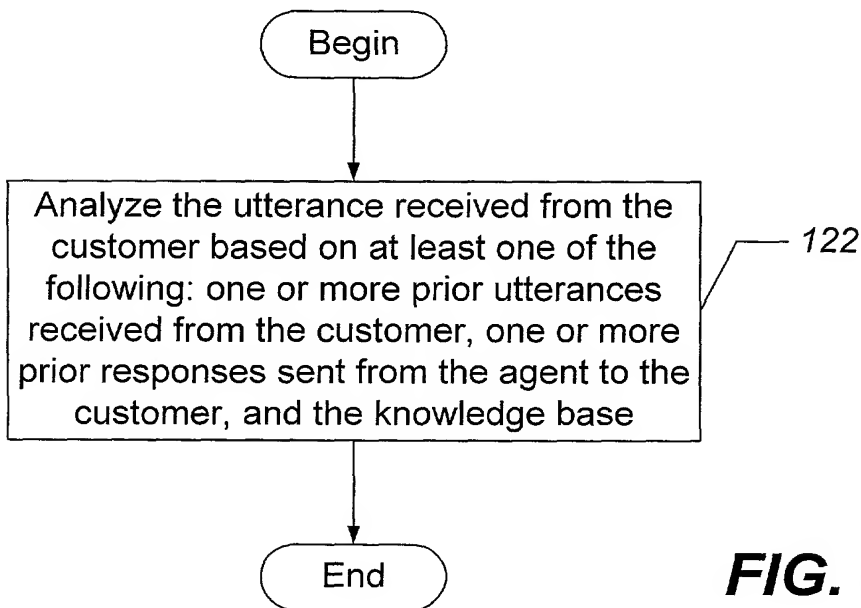 Begin
Analyze the utterance received from the
customer based on at least one of the
following: one or more prior utterances
received from the customer, one or more
prior responses sent from the agent to the
customer, and the knowledge base
122
End
FIG.